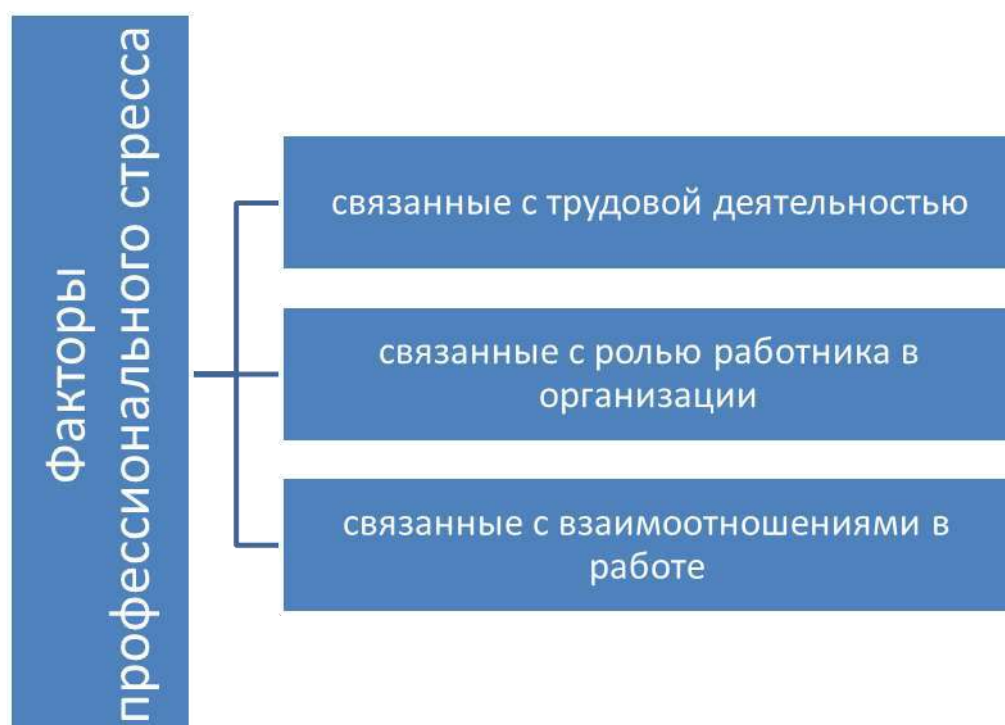 Факторы
профессионального стресса
связанные с трудовой деятельностью
связанные с ролью работника в
организации
связанные с взаимоотношениями в
работе